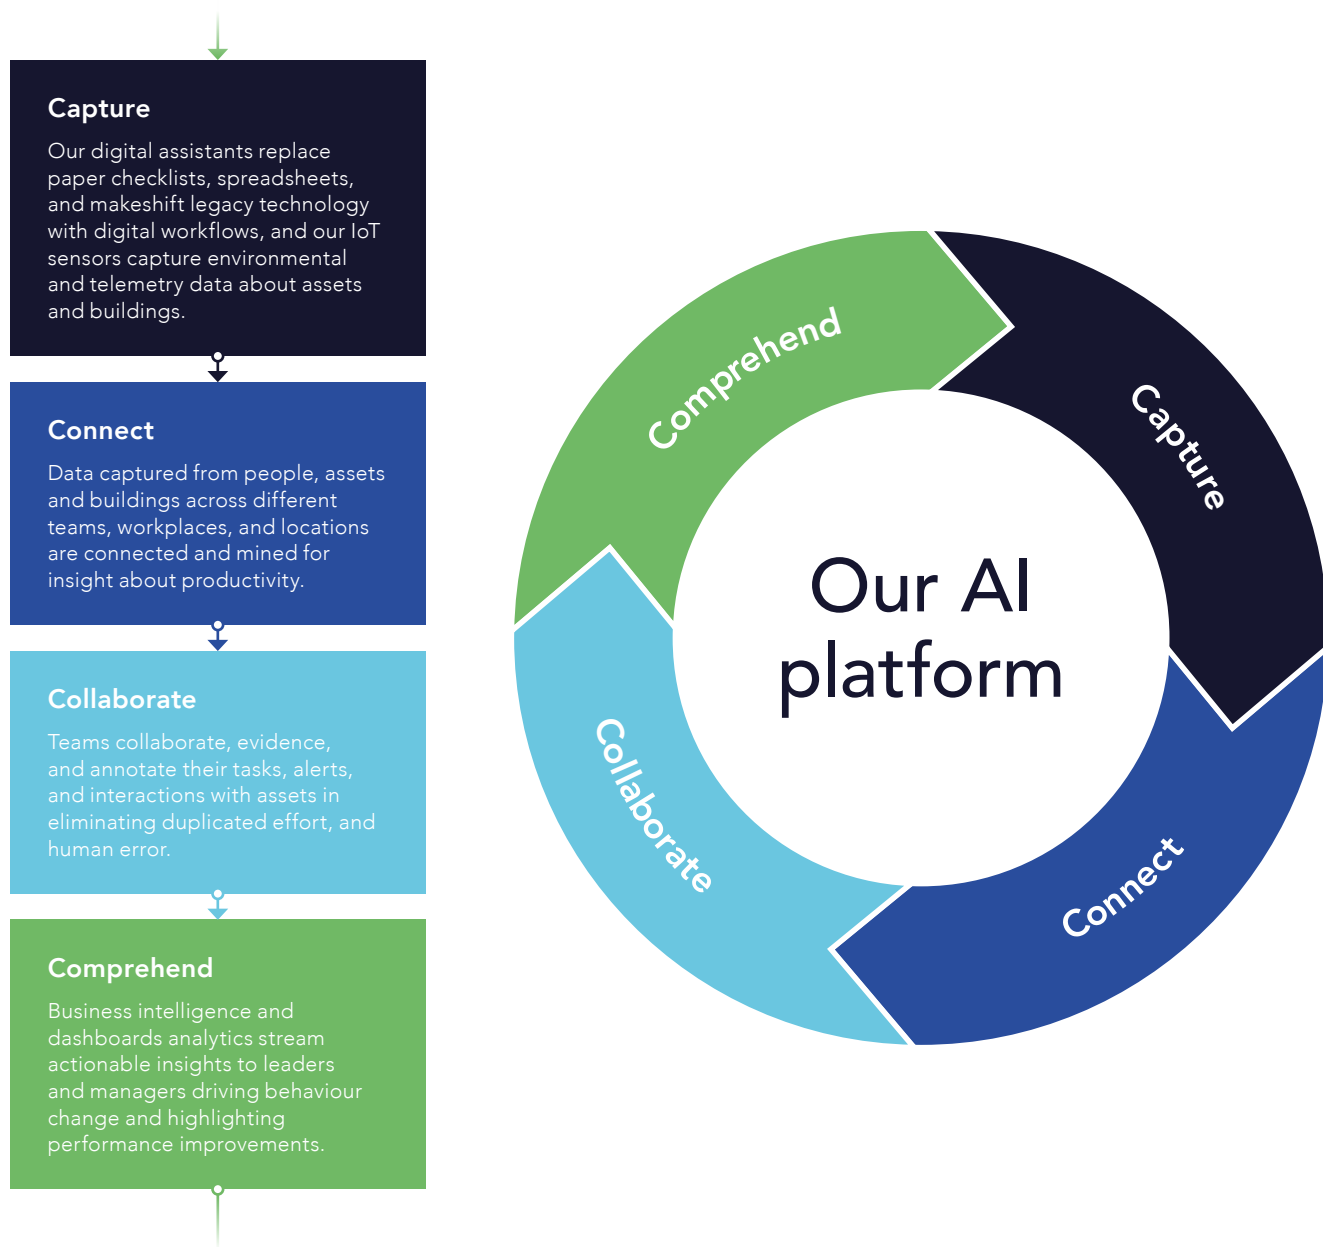 Capture
Our digital assistants replace
paper checklists, spreadsheets,
and makeshift legacy technology
with digital workflows, and our IoT
sensors capture environmental
and telemetry data about assets
and buildings.
Connect
Data captured from people, assets
and buildings across different
teams, workplaces, and locations
are connected and mined for
insight about productivity.
Collaborate
Teams collaborate, evidence,
and annotate their tasks, alerts,
and interactions with assets in
eliminating duplicated effort, and
human error.
Comprehend
Business intelligence and
dashboards analytics stream
actionable insights to leaders
and managers driving behaviour
change and highlighting
performance improvements.
Comprehend
Capture
Our AI
platform
Collaborate
Connect